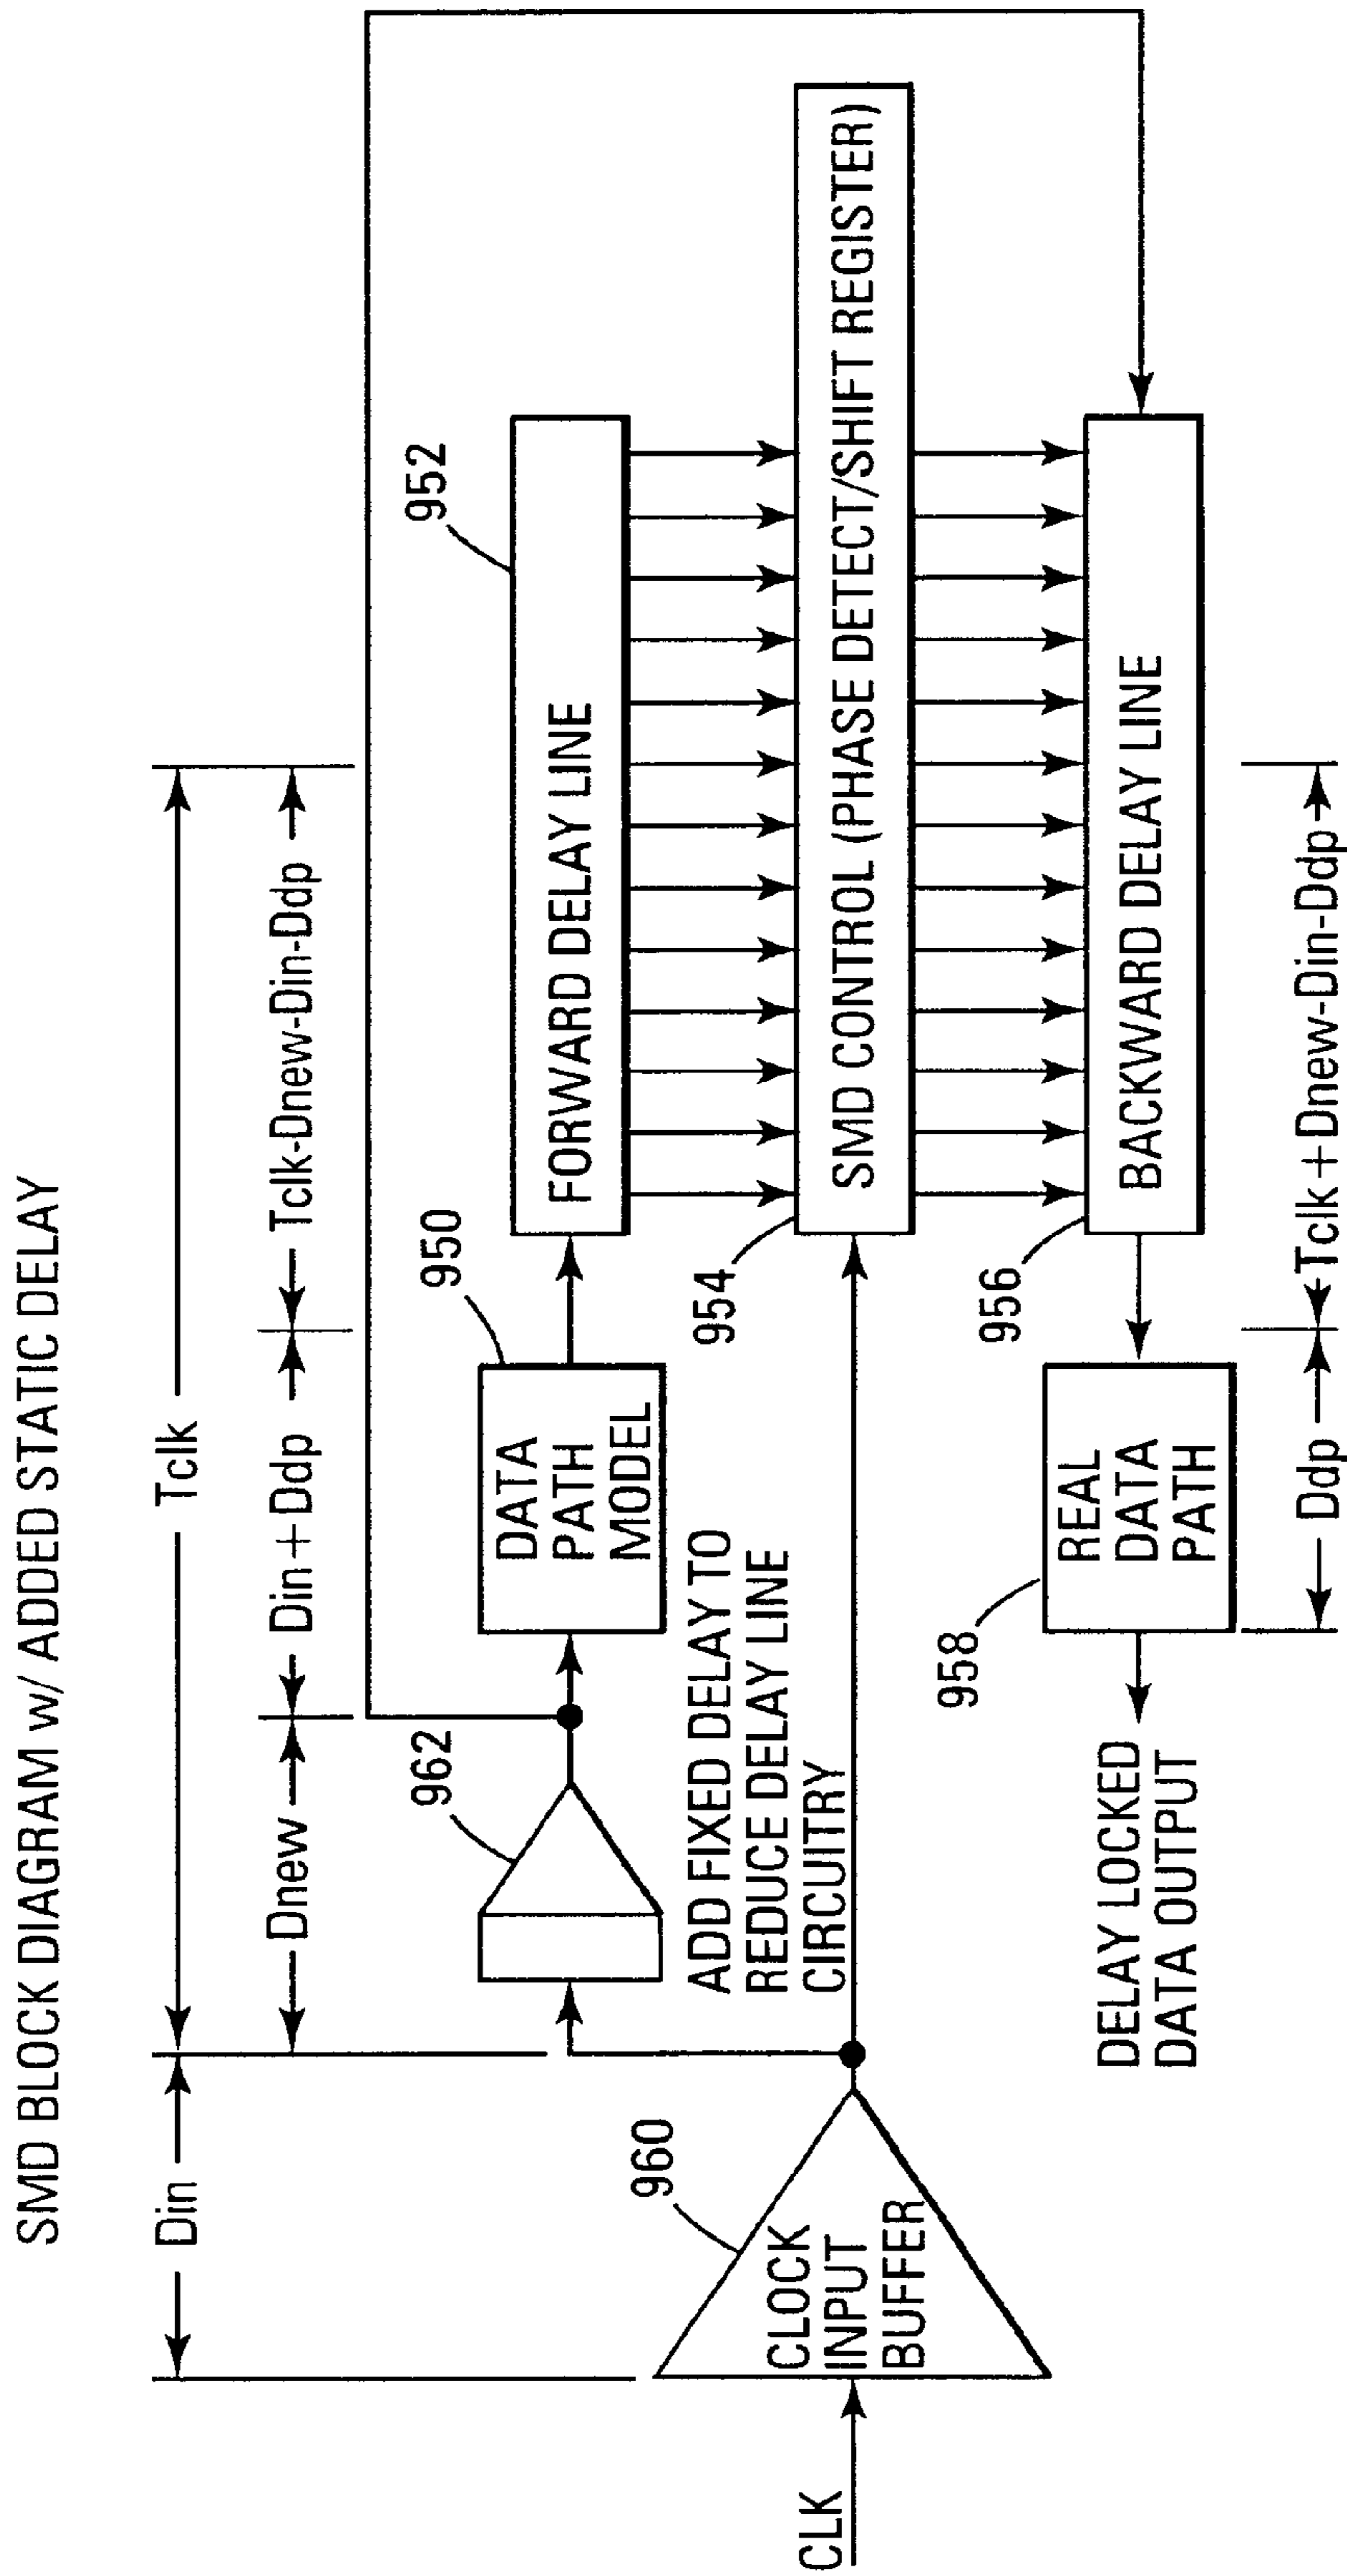 SMD BLOCK DIAGRAM w/ ADDED STATIC DELAY
Din
Tclk
Dnew
Din+Ddp
Tclk-Dnew-Din-Ddp
962
950
952
DATA
PATH
MODEL
FORWARD DELAY LINE
ADD FIXED DELAY TO
REDUCE DELAY LINE
CIRCUITRY
960
CLOCK
INPUT
BUFFER
CLK
954
SMD CONTROL (PHASE DETECT/SHIFT REGISTER)
958
956
REAL
DATA
PATH
BACKWARD DELAY LINE
DELAY LOCKED
DATA OUTPUT
Ddp
Tclk+Dnew-Din-Ddp